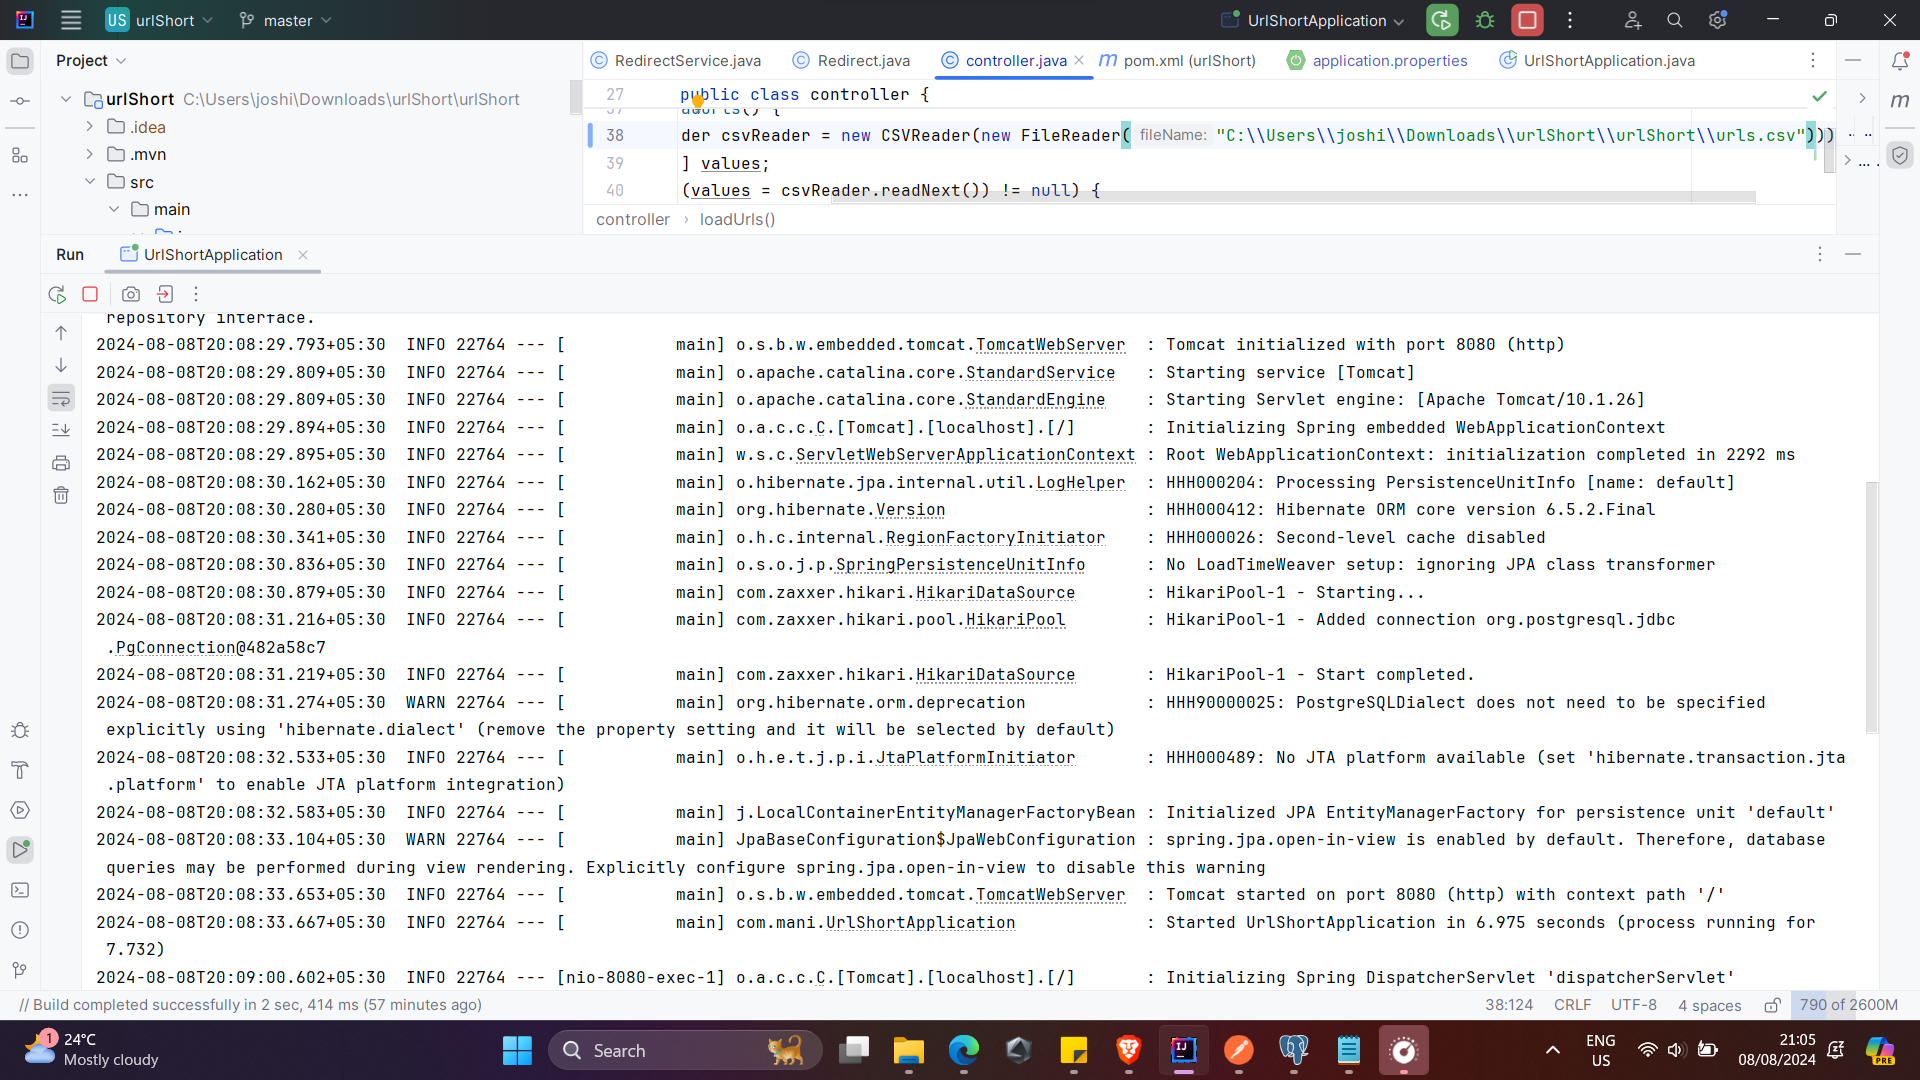 US urlShort master UrlShortApplication
Project
RedirectService.java Redirect.java controller.java pom.xml (urlShort) application.properties UrlShortApplication.java
urlShort C:\Users\joshi\Downloads\urlShort\urlShort
.idea
.mvn
src
main
27 public class controller {
37 adUrls() {
38 der csvReader = new CSVReader(new FileReader( fileName: "C:\\Users\\joshi\\Downloads\\urlShort\\urlShort\\urls.csv")))
39 ] values;
40 (values = csvReader.readNext()) != null) {
controller › loadUrls()
Run UrlShortApplication
repository interface.
2024-08-08T20:08:29.793+05:30  INFO 22764 --- [           main] o.s.b.w.embedded.tomcat.TomcatWebServer  : Tomcat initialized with port 8080 (http)
2024-08-08T20:08:29.809+05:30  INFO 22764 --- [           main] o.apache.catalina.core.StandardService   : Starting service [Tomcat]
2024-08-08T20:08:29.809+05:30  INFO 22764 --- [           main] o.apache.catalina.core.StandardEngine    : Starting Servlet engine: [Apache Tomcat/10.1.26]
2024-08-08T20:08:29.894+05:30  INFO 22764 --- [           main] o.a.c.c.C.[Tomcat].[localhost].[/]       : Initializing Spring embedded WebApplicationContext
2024-08-08T20:08:29.895+05:30  INFO 22764 --- [           main] w.s.c.ServletWebServerApplicationContext : Root WebApplicationContext: initialization completed in 2292 ms
2024-08-08T20:08:30.162+05:30  INFO 22764 --- [           main] o.hibernate.jpa.internal.util.LogHelper  : HHH000204: Processing PersistenceUnitInfo [name: default]
2024-08-08T20:08:30.280+05:30  INFO 22764 --- [           main] org.hibernate.Version                    : HHH000412: Hibernate ORM core version 6.5.2.Final
2024-08-08T20:08:30.341+05:30  INFO 22764 --- [           main] o.h.c.internal.RegionFactoryInitiator    : HHH000026: Second-level cache disabled
2024-08-08T20:08:30.836+05:30  INFO 22764 --- [           main] o.s.o.j.p.SpringPersistenceUnitInfo      : No LoadTimeWeaver setup: ignoring JPA class transformer
2024-08-08T20:08:30.879+05:30  INFO 22764 --- [           main] com.zaxxer.hikari.HikariDataSource       : HikariPool-1 - Starting...
2024-08-08T20:08:31.216+05:30  INFO 22764 --- [           main] com.zaxxer.hikari.pool.HikariPool        : HikariPool-1 - Added connection org.postgresql.jdbc
.PgConnection@482a58c7
2024-08-08T20:08:31.219+05:30  INFO 22764 --- [           main] com.zaxxer.hikari.HikariDataSource       : HikariPool-1 - Start completed.
2024-08-08T20:08:31.274+05:30  WARN 22764 --- [           main] org.hibernate.orm.deprecation            : HHH90000025: PostgreSQLDialect does not need to be specified
explicitly using 'hibernate.dialect' (remove the property setting and it will be selected by default)
2024-08-08T20:08:32.533+05:30  INFO 22764 --- [           main] o.h.e.t.j.p.i.JtaPlatformInitiator       : HHH000489: No JTA platform available (set 'hibernate.transaction.jta
.platform' to enable JTA platform integration)
2024-08-08T20:08:32.583+05:30  INFO 22764 --- [           main] j.LocalContainerEntityManagerFactoryBean : Initialized JPA EntityManagerFactory for persistence unit 'default'
2024-08-08T20:08:33.104+05:30  WARN 22764 --- [           main] JpaBaseConfiguration$JpaWebConfiguration : spring.jpa.open-in-view is enabled by default. Therefore, database
queries may be performed during view rendering. Explicitly configure spring.jpa.open-in-view to disable this warning
2024-08-08T20:08:33.653+05:30  INFO 22764 --- [           main] o.s.b.w.embedded.tomcat.TomcatWebServer  : Tomcat started on port 8080 (http) with context path '/'
2024-08-08T20:08:33.667+05:30  INFO 22764 --- [           main] com.mani.UrlShortApplication             : Started UrlShortApplication in 6.975 seconds (process running for
7.732)
2024-08-08T20:09:00.602+05:30  INFO 22764 --- [nio-8080-exec-1] o.a.c.c.C.[Tomcat].[localhost].[/]       : Initializing Spring DispatcherServlet 'dispatcherServlet'
// Build completed successfully in 2 sec, 414 ms (57 minutes ago) 38:124 CRLF UTF-8 4 spaces 790 of 2600M
1 24°C
Mostly cloudy
Search
ENG
US
21:05
08/08/2024
PRE